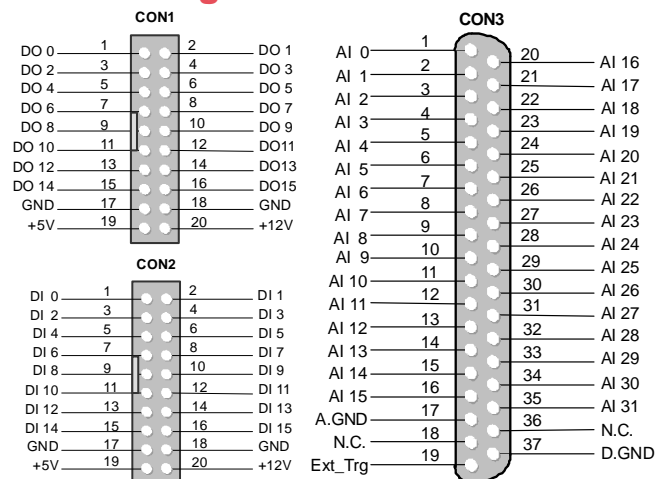 CON1
DO 0 1 2 DO 1
DO 2 3 4 DO 3
DO 4 5 6 DO 5
DO 6 7 8 DO 7
DO 8 9 10 DO 9
DO 10 11 12 DO11
DO 12 13 14 DO13
DO 14 15 16 DO15
GND 17 18 GND
+5V 19 20 +12V
CON2
DI 0 1 2 DI 1
DI 2 3 4 DI 3
DI 4 5 6 DI 5
DI 6 7 8 DI 7
DI 8 9 10 DI 9
DI 10 11 12 DI 11
DI 12 13 14 DI 13
DI 14 15 16 DI 15
GND 17 18 GND
+5V 19 20 +12V
CON3
AI 0 1 20 AI 16
AI 1 2 21 AI 17
AI 2 3 22 AI 18
AI 3 4 23 AI 19
AI 4 5 24 AI 20
AI 5 6 25 AI 21
AI 6 7 26 AI 22
AI 7 8 27 AI 23
AI 8 9 28 AI 24
AI 9 10 29 AI 25
AI 10 11 30 AI 26
AI 11 12 31 AI 27
AI 12 13 32 AI 28
AI 13 14 33 AI 29
AI 14 15 34 AI 30
AI 15 16 35 AI 31
A.GND 17 36 N.C.
N.C. 18 37 D.GND
Ext_Trg 19